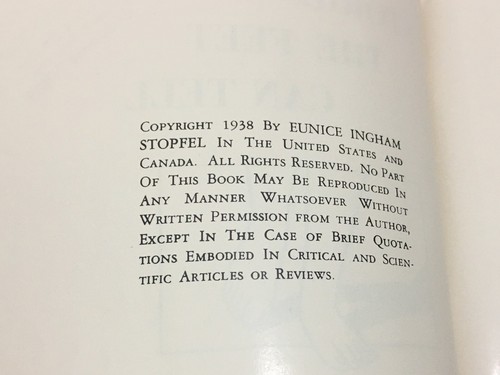 COPYRIGHT 1938 BY EUNICE INGHAM
STOPFEL IN THE UNITED STATES AND
CANADA. ALL RIGHTS RESERVED. NO PART
OF THIS BOOK MAY BE REPRODUCED IN
ANY MANNER WHATSOEVER WITHOUT
WRITTEN PERMISSION FROM THE AUTHOR,
EXCEPT IN THE CASE OF BRIEF QUOTA-
TIONS EMBODIED IN CRITICAL AND SCIEN-
TIFIC ARTICLES OR REVIEWS.